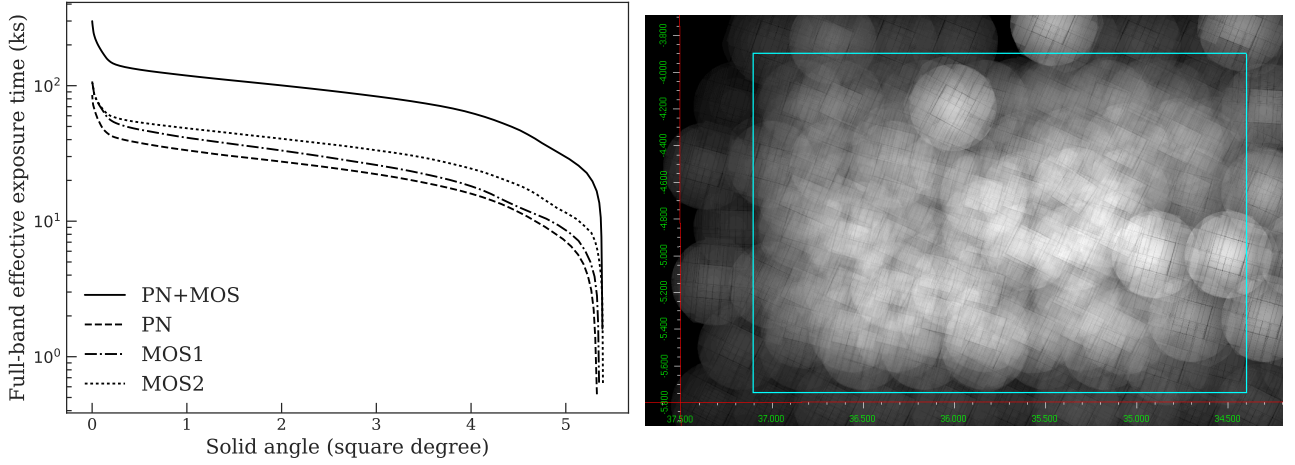 Full-band effective exposure time (ks)
10²
10¹
10⁰
PN+MOS
PN
MOS1
MOS2
0 1 2 3 4 5
Solid angle (square degree)
-3.800
-4.000
-4.200
-4.400
-4.600
-4.800
-5.000
-5.200
-5.400
-5.600
-5.800
37.500 37.000 36.500 36.000 35.500 35.000 34.500